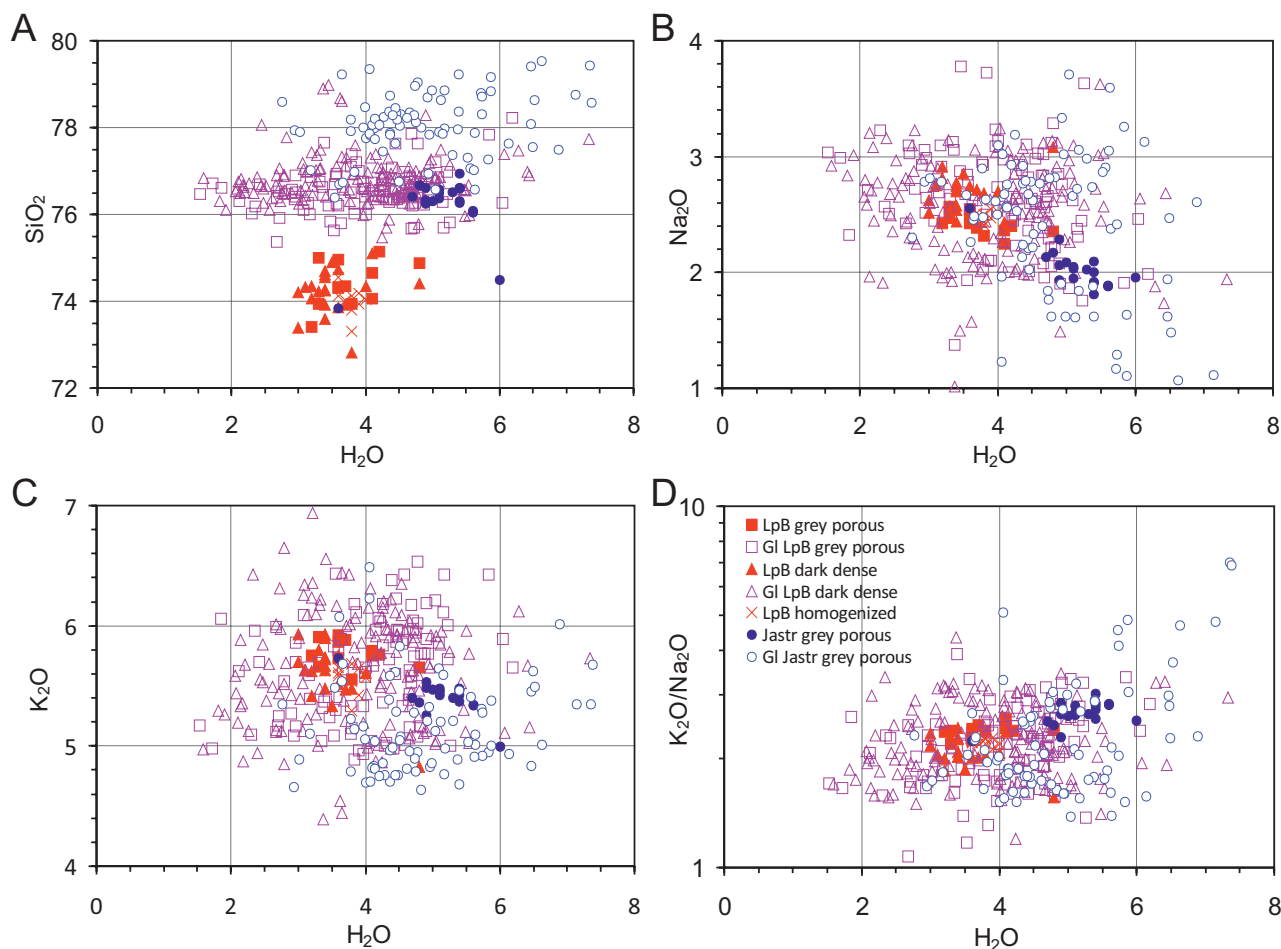 A
80
78
76
74
72
SiO2
0
2
4
6
8
H2O
B
4
3
2
1
Na2O
0
2
4
6
8
H2O
C
7
6
5
4
K2O
0
2
4
6
8
H2O
D
10
1
K2O/Na2O
LpB grey porous
Gl LpB grey porous
LpB dark dense
Gl LpB dark dense
LpB homogenized
Jastr grey porous
Gl Jastr grey porous
0
2
4
6
8
H2O